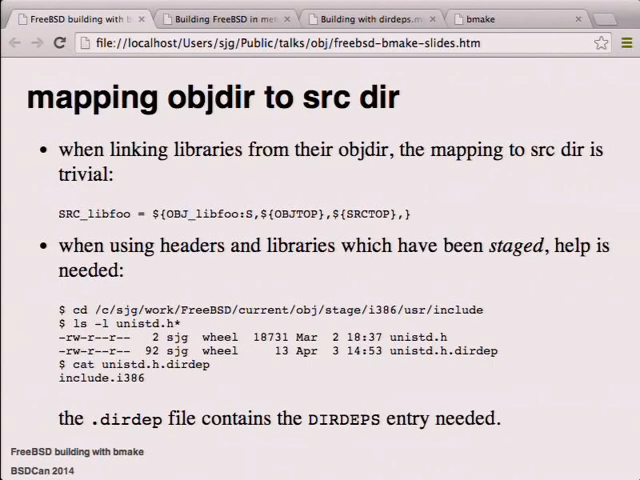 FreeBSD building with b
Building FreeBSD in met
Building with dirdeps.m
bmake
file://localhost/Users/sjg/Public/talks/obj/freebsd-bmake-slides.htm
mapping objdir to src dir
• when linking libraries from their objdir, the mapping to src dir is
trivial:
SRC_libfoo = ${OBJ_libfoo:S,${OBJTOP},${SRCTOP},}
• when using headers and libraries which have been staged, help is
needed:
$ cd /c/sjg/work/FreeBSD/current/obj/stage/i386/usr/include
$ ls -l unistd.h*
-rw-r--r-- 2 sjg wheel 18731 Mar 2 18:37 unistd.h
-rw-r--r-- 92 sjg wheel 13 Apr 3 14:53 unistd.h.dirdep
$ cat unistd.h.dirdep
include.i386
the .dirdep file contains the DIRDEPS entry needed.
FreeBSD building with bmake
BSDCan 2014